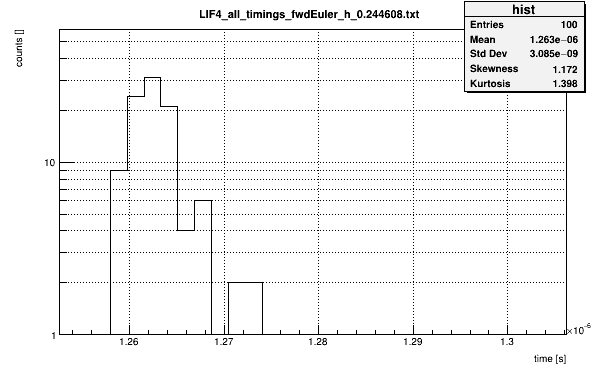 LIF4_all_timings_fwdEuler_h_0.244608.txt
hist
Entries 100
Mean 1.263e−06
Std Dev 3.085e−09
Skewness 1.172
Kurtosis 1.398
counts []
10
1
1.26 1.27 1.28 1.29 1.3
×10−6
time [s]